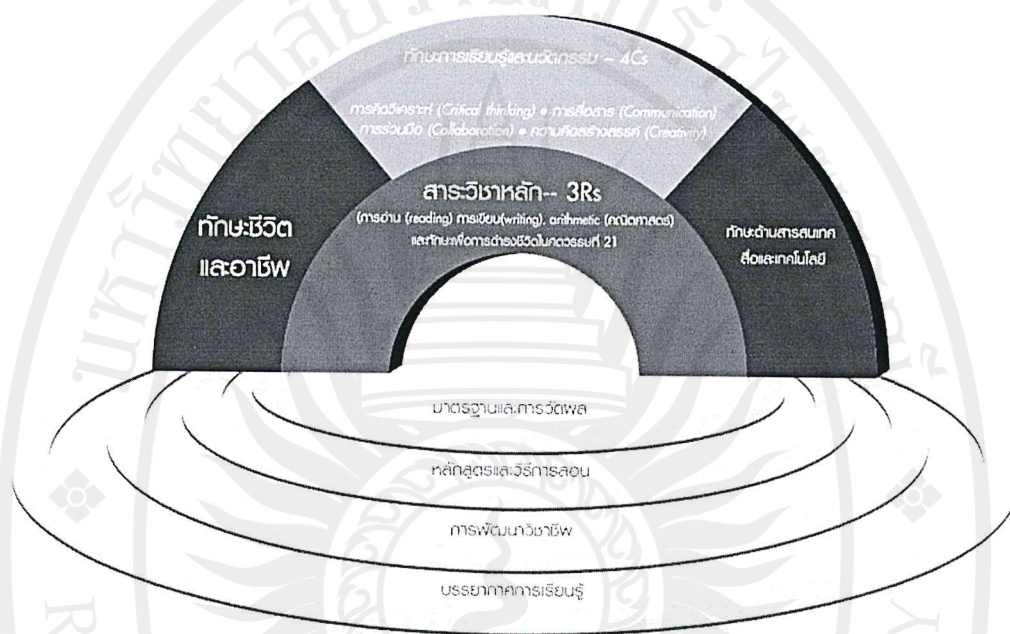 ทักษะการเรียนรู้และนวัตกรรม – 4Cs
การคิดวิเคราะห์ (Critical thinking) • การสื่อสาร (Communication)
การร่วมมือ (Collaboration) • ความคิดสร้างสรรค์ (Creativity)
สาระวิชาหลัก-- 3Rs
(การอ่าน (reading) การเขียน(writing), arithmetic (คณิตศาสตร์)
และทักษะเพื่อการดำรงชีวิตในศตวรรษที่ 21
ทักษะชีวิต
และอาชีพ
ทักษะด้านสารสนเทศ
สื่อและเทคโนโลยี
มาตรฐานและการวัดผล
หลักสูตรและวิธีการสอน
การพัฒนาวิชาชีพ
บรรยากาศการเรียนรู้